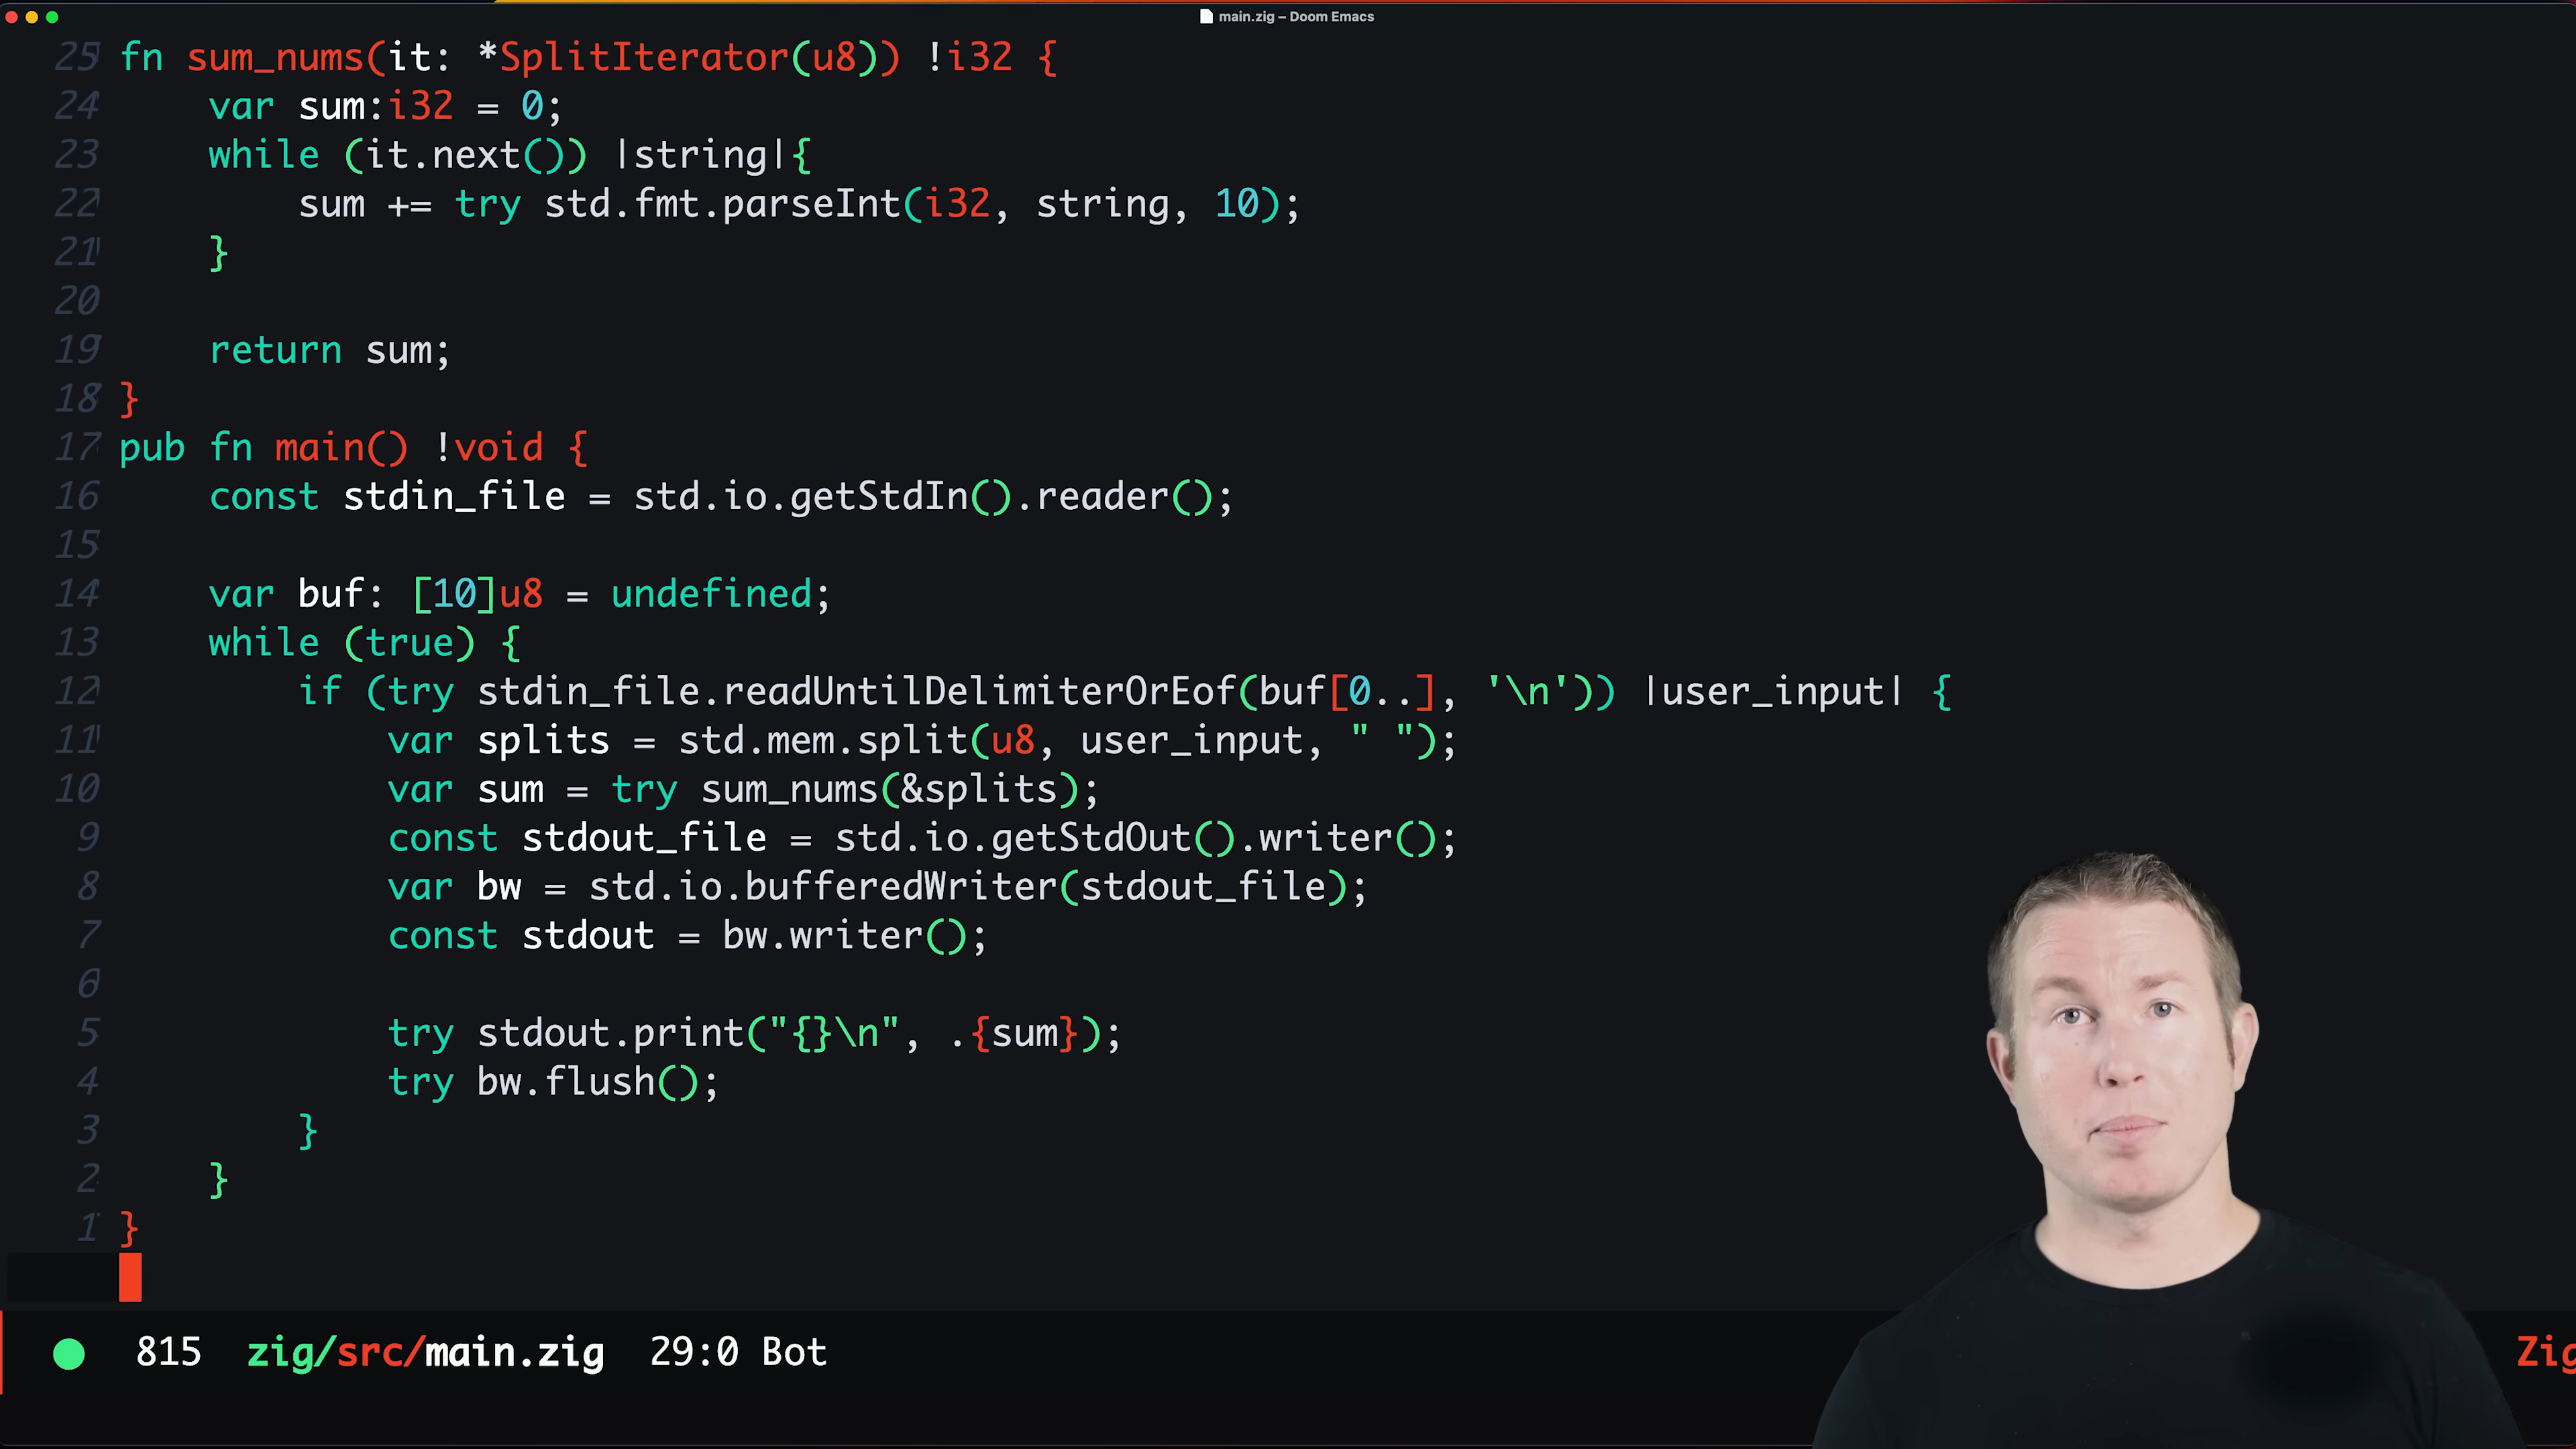 main.zig – Doom Emacs
25 fn sum_nums(it: *SplitIterator(u8)) !i32 {
24 var sum:i32 = 0;
23 while (it.next()) |string|{
22 sum += try std.fmt.parseInt(i32, string, 10);
21 }
20
19 return sum;
18 }
17 pub fn main() !void {
16 const stdin_file = std.io.getStdIn().reader();
15
14 var buf: [10]u8 = undefined;
13 while (true) {
12 if (try stdin_file.readUntilDelimiterOrEof(buf[0..], '\n')) |user_input| {
11 var splits = std.mem.split(u8, user_input, " ");
10 var sum = try sum_nums(&splits);
9 const stdout_file = std.io.getStdOut().writer();
8 var bw = std.io.bufferedWriter(stdout_file);
7 const stdout = bw.writer();
6
5 try stdout.print("{}\n", .{sum});
4 try bw.flush();
3 }
2 }
1 }
815 zig/src/main.zig 29:0 Bot Zig